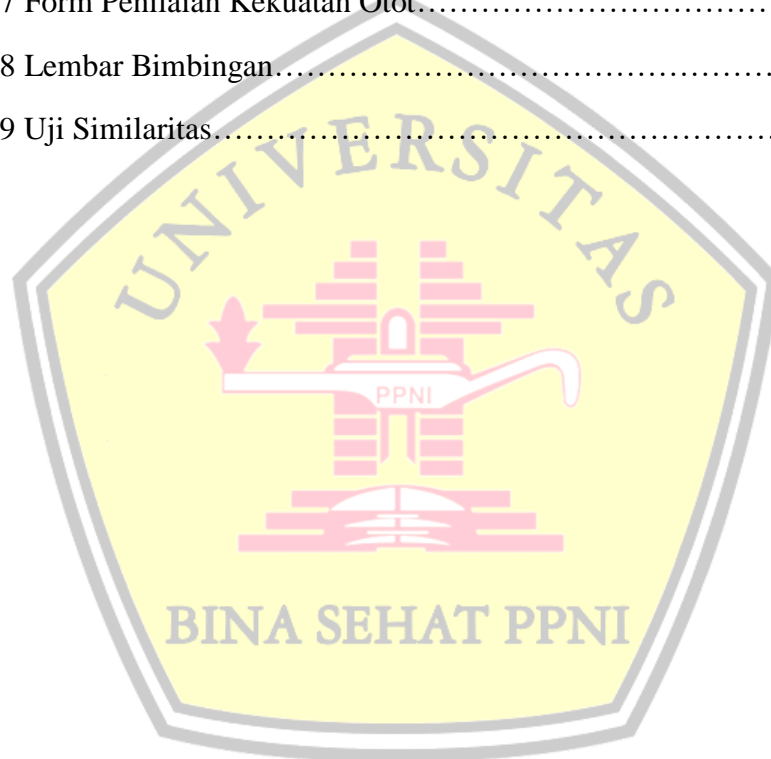 7 Form Penilaian Kekuatan Otot……………………………
8 Lembar Bimbingan…………………………………………
9 Uji Similaritas………………………………………………
UNIVERSITAS
PPNI
BINA SEHAT PPNI